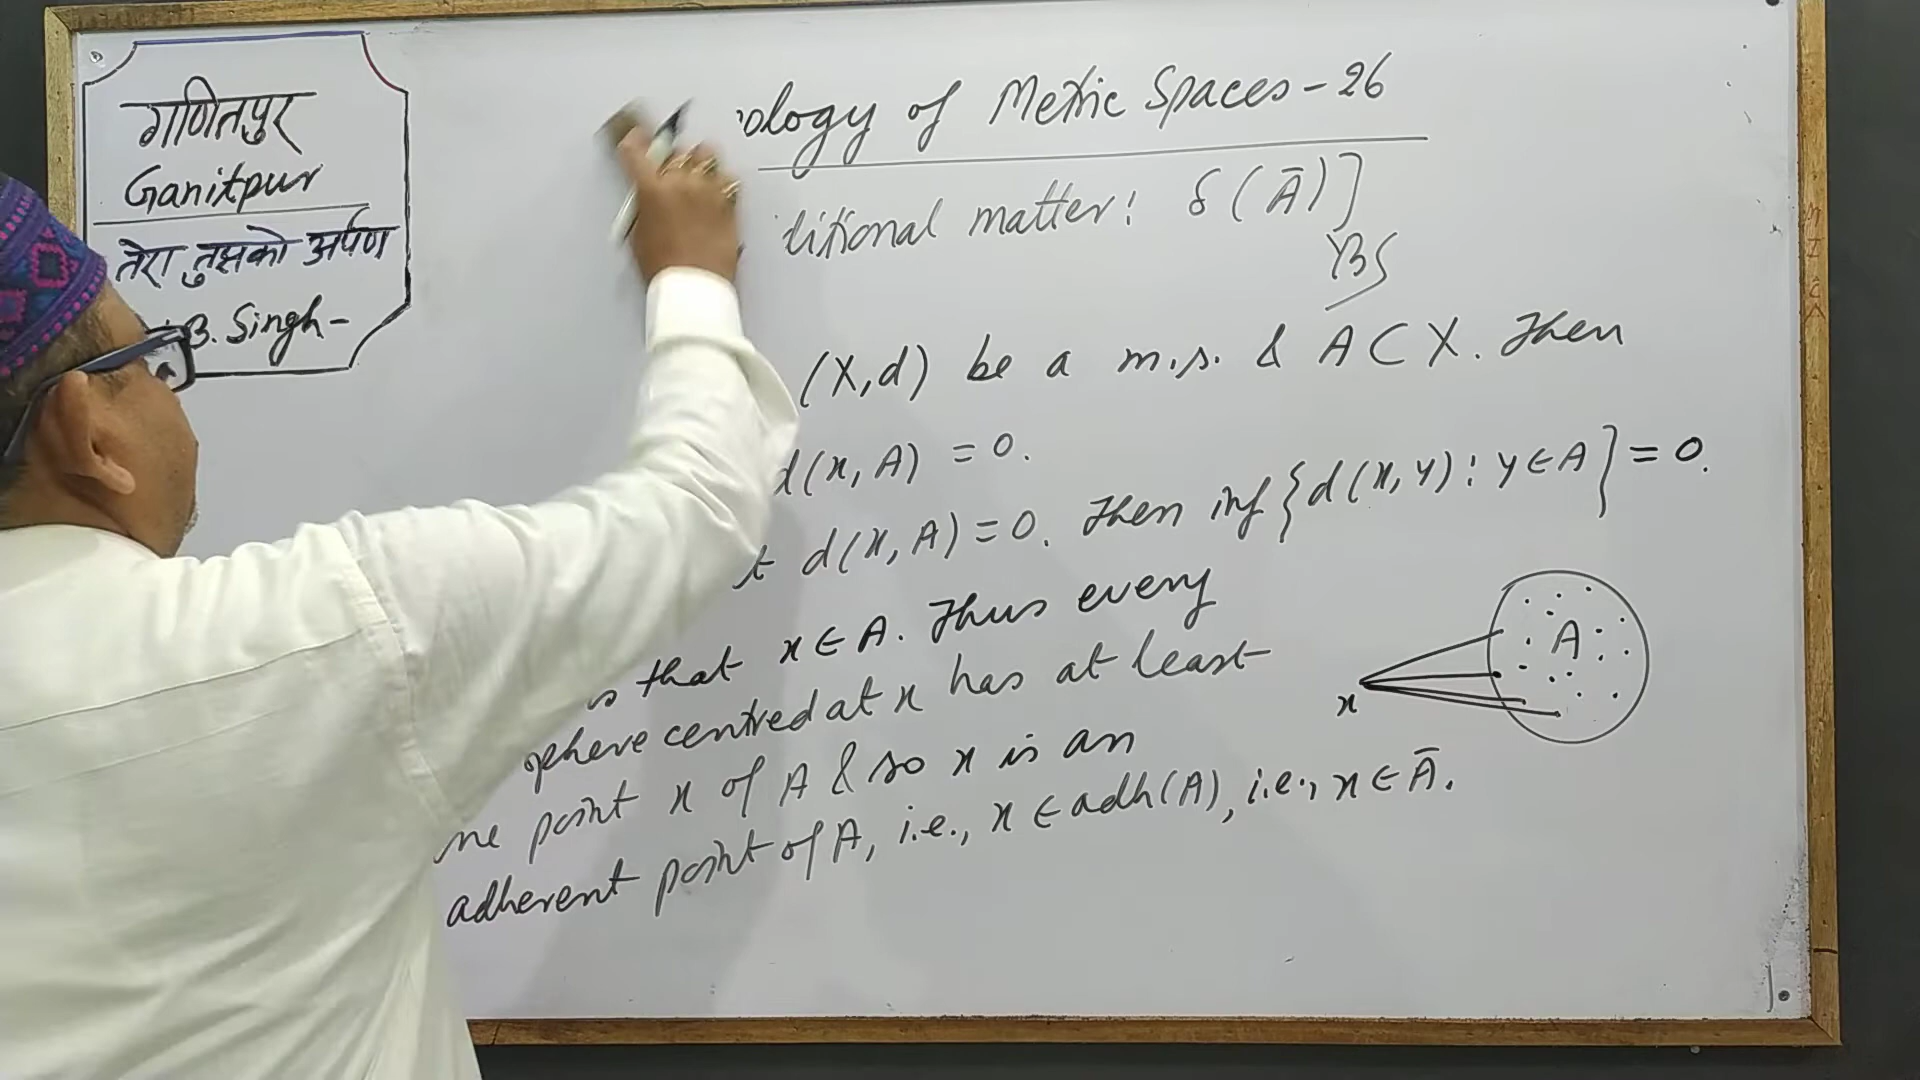 गणितपुर
Ganitpur
तेरा तुझको अर्पण
B. Singh-
ology of Metric Spaces-26
ditional matter: δ(Ā)]
YBS
(X,d) be a m.s. & A⊂X. Then
d(x,A) = 0.
t d(x,A)=0. Then inf{d(x,y): y∈A}=0.
s that x∈A. Thus every
sphere centred at x has at least
ne point x of A & so x is an
adherent point of A, i.e., x∈adh(A), i.e., x∈Ā.
A
x